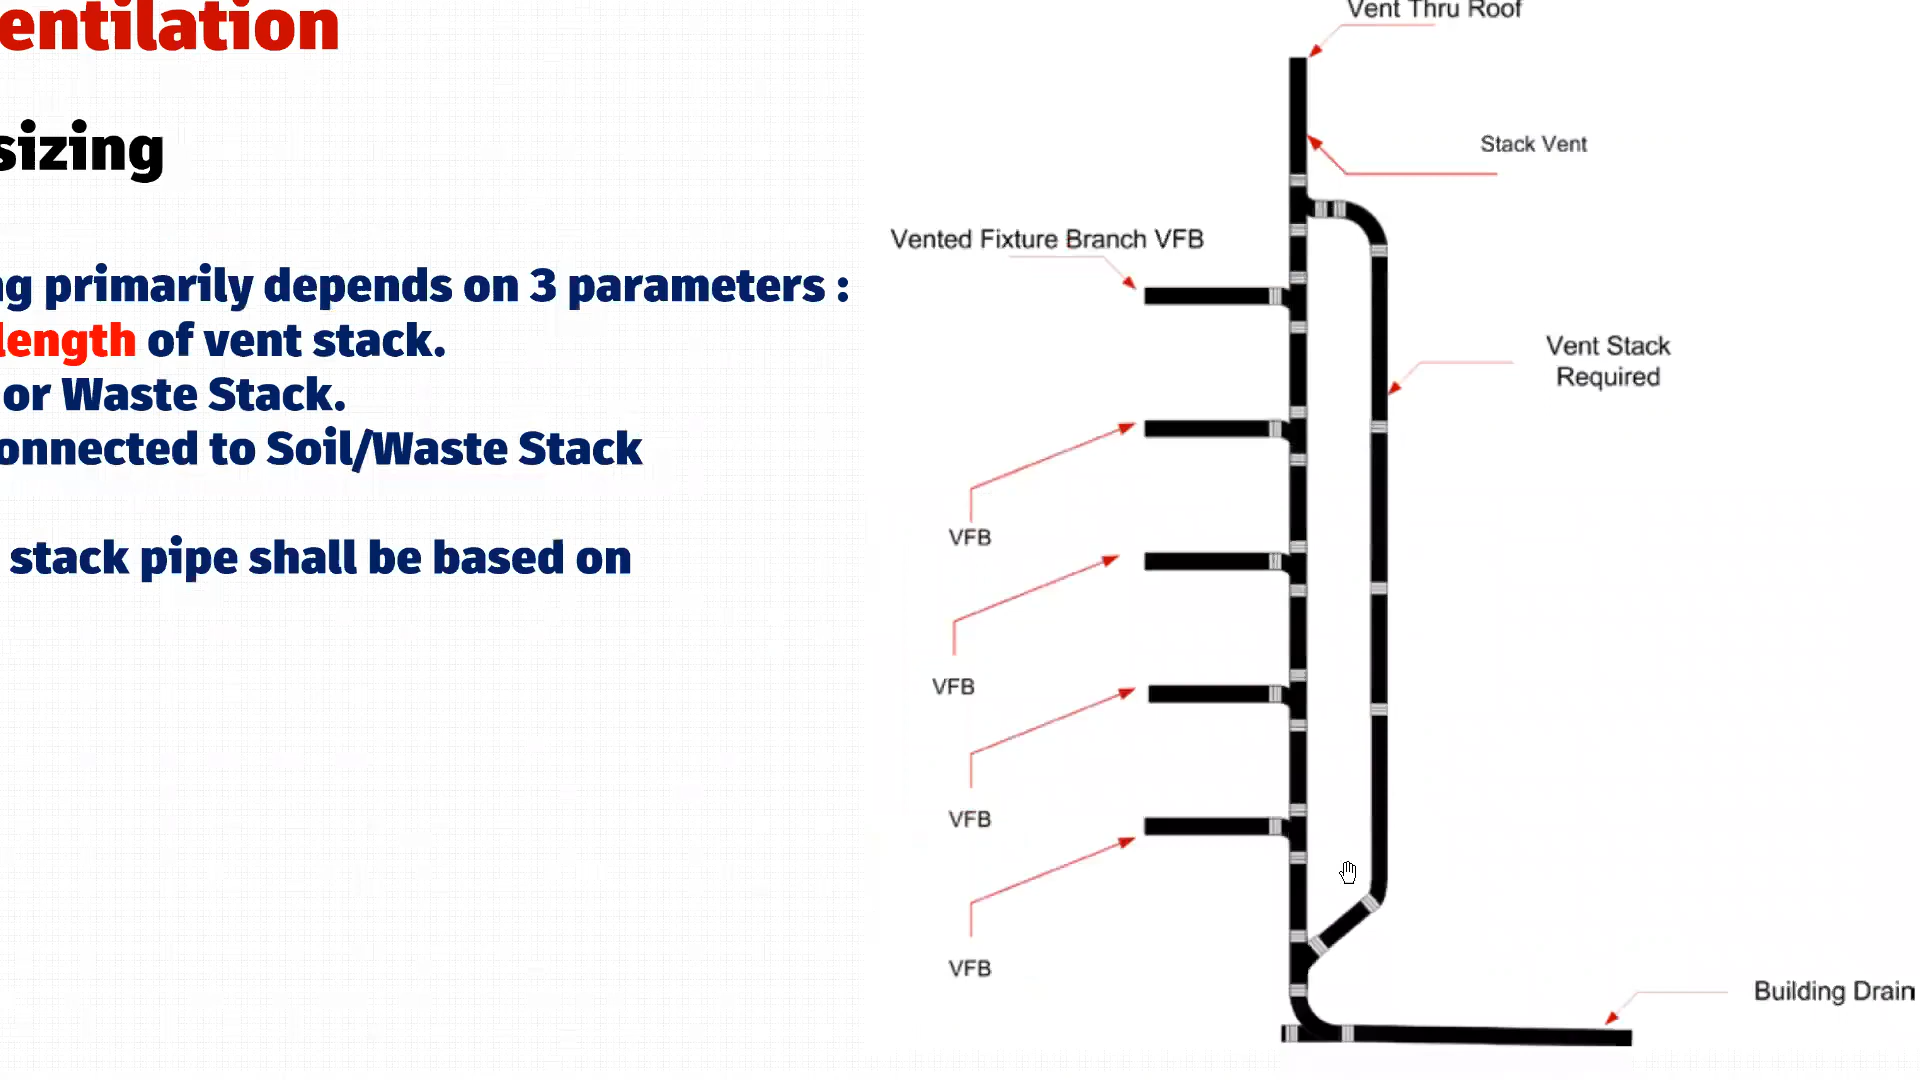 entilation
sizing
ng primarily depends on 3 parameters :
length of vent stack.
or Waste Stack.
onnected to Soil/Waste Stack
stack pipe shall be based on
Vent Thru Roof
Stack Vent
Vented Fixture Branch VFB
Vent Stack
Required
VFB
VFB
VFB
VFB
Building Drain